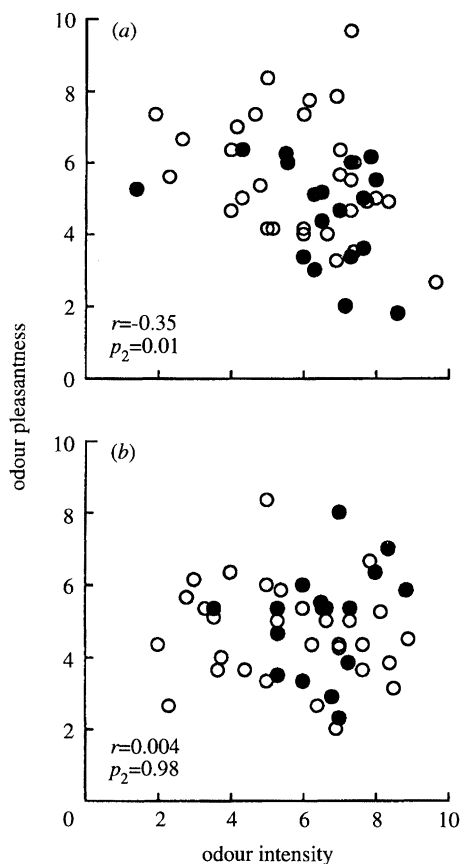 10
(a)
8
6
4
2
r=-0.35
p₂=0.01
0
odour pleasantness
10
(b)
8
6
4
2
r=0.004
p₂=0.98
0
2 4 6 8 10
odour intensity